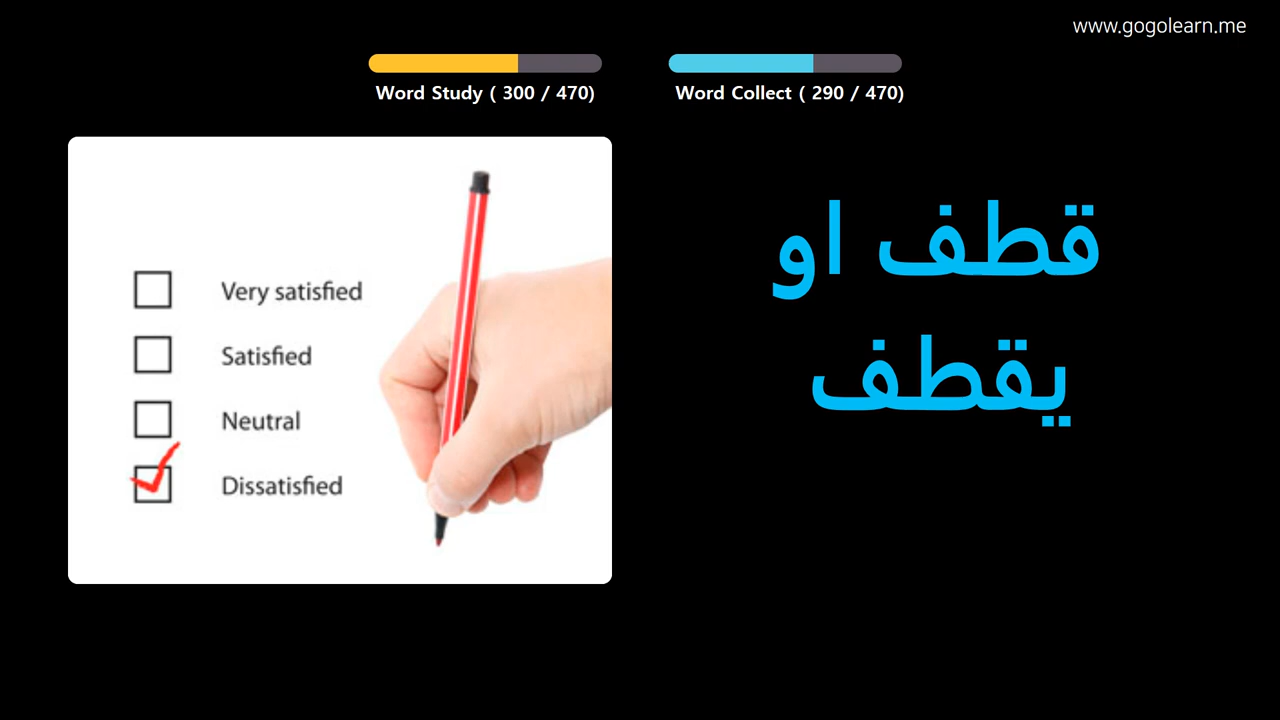 www.gogolearn.me
Word Study ( 300 / 470)
Word Collect ( 290 / 470)
Very satisfied
Satisfied
Neutral
Dissatisfied
قطف او
يقطف